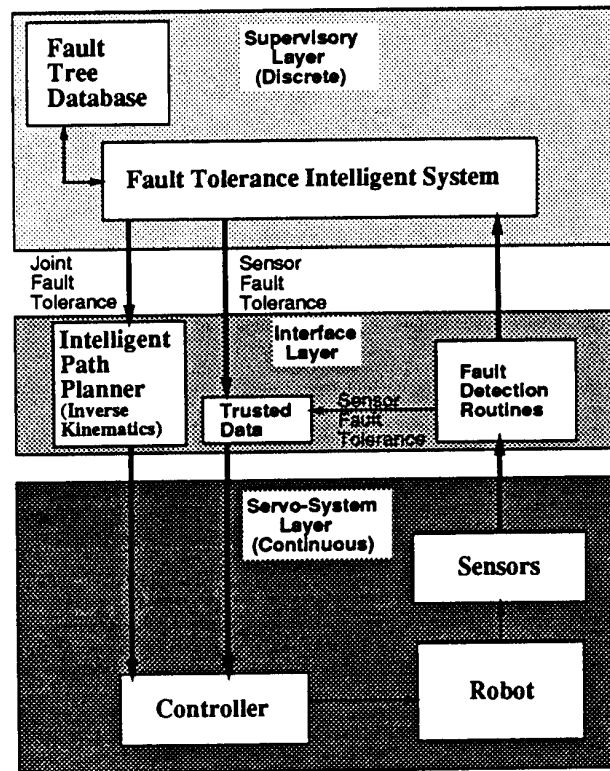 Fault
Tree
Database
Supervisory
Layer
(Discrete)
Fault Tolerance Intelligent System
Joint
Fault
Tolerance
Sensor
Fault
Tolerance
Intelligent
Path
Planner
(Inverse
Kinematics)
Interface
Layer
Trusted
Data
Sensor
Fault
Tolerance
Fault
Detection
Routines
Servo-System
Layer
(Continuous)
Sensors
Controller
Robot